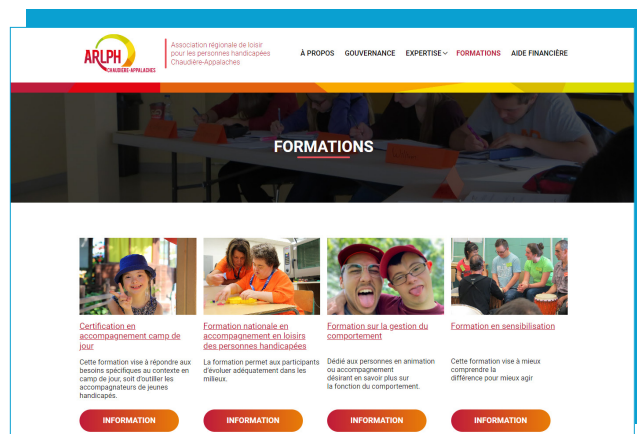 ARLPH
CHAUDIÈRE-APPALACHES
Association régionale de loisir
pour les personnes handicapées
Chaudière-Appalaches
À PROPOS GOUVERNANCE EXPERTISE FORMATIONS AIDE FINANCIÈRE
FORMATIONS
Certification en
accompagnement camp de
jour
Cette formation vise à répondre aux
besoins spécifiques au contexte en
camp de jour, soit d'outiller les
accompagnateurs de jeunes
handicapés.
INFORMATION
Formation nationale en
accompagnement en loisirs
des personnes handicapées
La formation permet aux participants
d'évoluer adéquatement dans les
milieux.
INFORMATION
Formation sur la gestion du
comportement
Dédié aux personnes en animation
ou accompagnement
désirant en savoir plus sur
la fonction du comportement.
INFORMATION
Formation en sensibilisation
Cette formation vise à mieux
comprendre la
différence pour mieux agir
INFORMATION